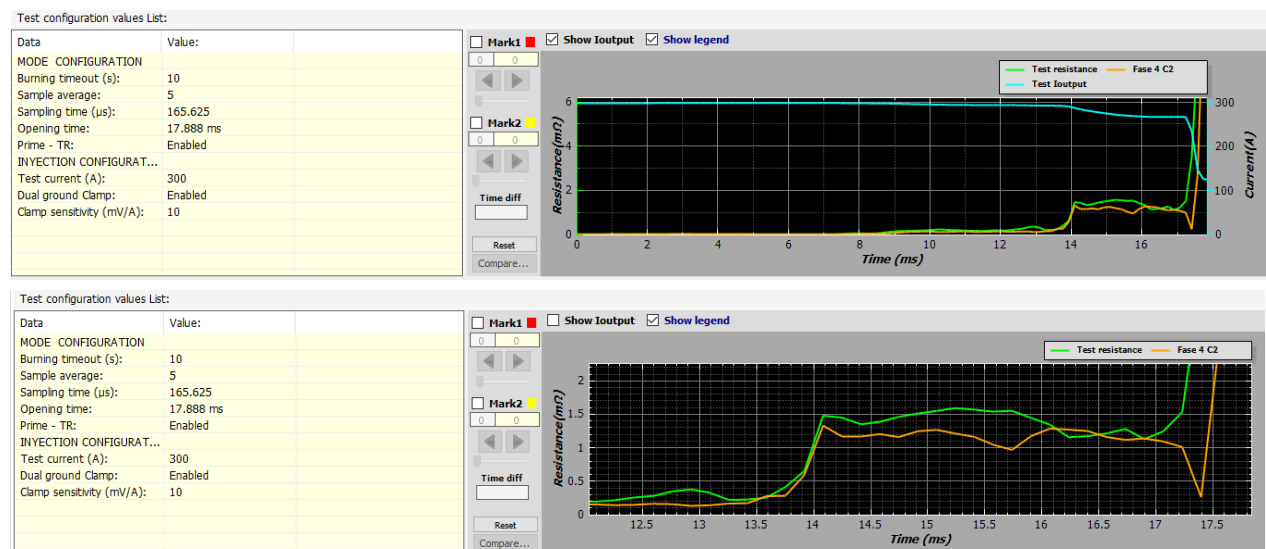 Test configuration values List:
Data Value:
MODE CONFIGURATION
Burning timeout (s): 10
Sample average: 5
Sampling time (µs): 165.625
Opening time: 17.888 ms
Prime - TR: Enabled
INYECTION CONFIGURAT...
Test current (A): 300
Dual ground Clamp: Enabled
Clamp sensitivity (mV/A): 10
Mark1
0 0
Mark2
0 0
Time diff
Reset
Compare...
Show Ioutput Show legend
Test resistance Fase 4 C2
Test Ioutput
Resistance(mΩ)
6
4
2
0
300
200
100
0
Current(A)
0 2 4 6 8 10 12 14 16
Time (ms)
Test configuration values List:
Data Value:
MODE CONFIGURATION
Burning timeout (s): 10
Sample average: 5
Sampling time (µs): 165.625
Opening time: 17.888 ms
Prime - TR: Enabled
INYECTION CONFIGURAT...
Test current (A): 300
Dual ground Clamp: Enabled
Clamp sensitivity (mV/A): 10
Mark1
0 0
Mark2
0 0
Time diff
Reset
Compare...
Show Ioutput Show legend
Test resistance Fase 4 C2
Resistance(mΩ)
2
1.5
1
0.5
0
12.5 13 13.5 14 14.5 15 15.5 16 16.5 17 17.5
Time (ms)